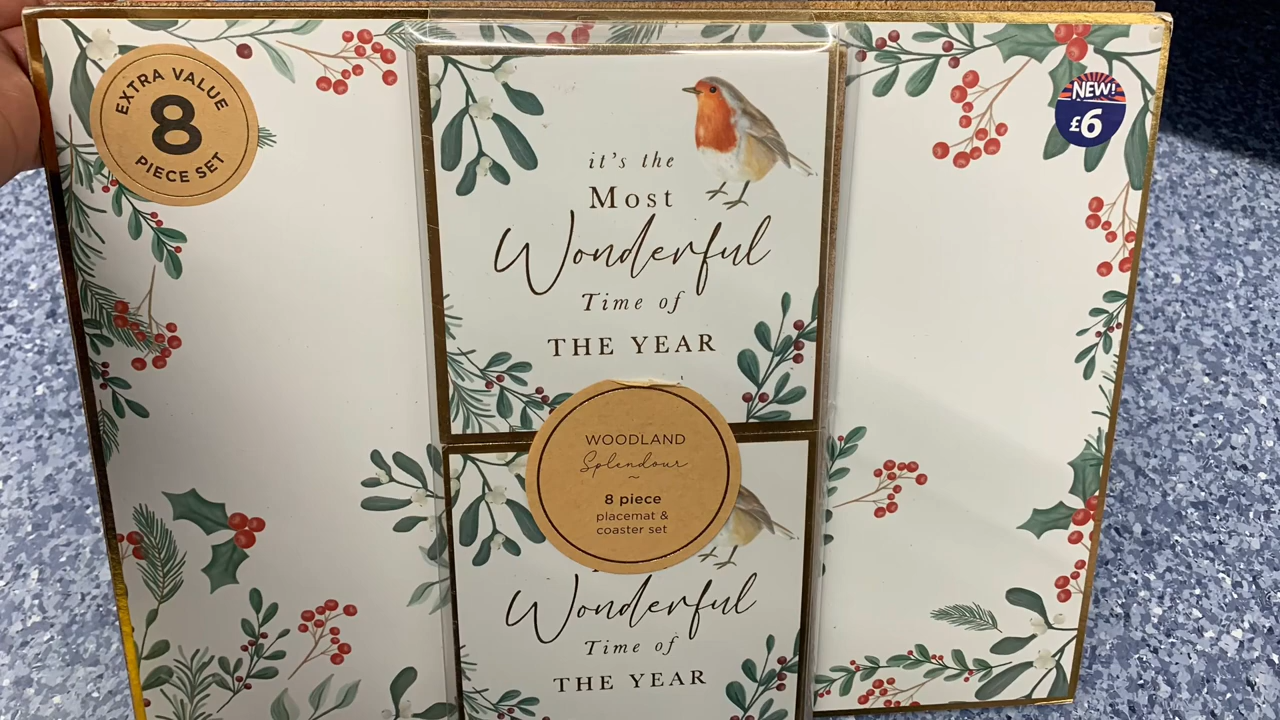 EXTRA VALUE
8
PIECE SET
NEW!
£6
it's the
Most
Wonderful
Time of
THE YEAR
WOODLAND
Splendour
~
8 piece
placemat &
coaster set
Wonderful
Time of
THE YEAR